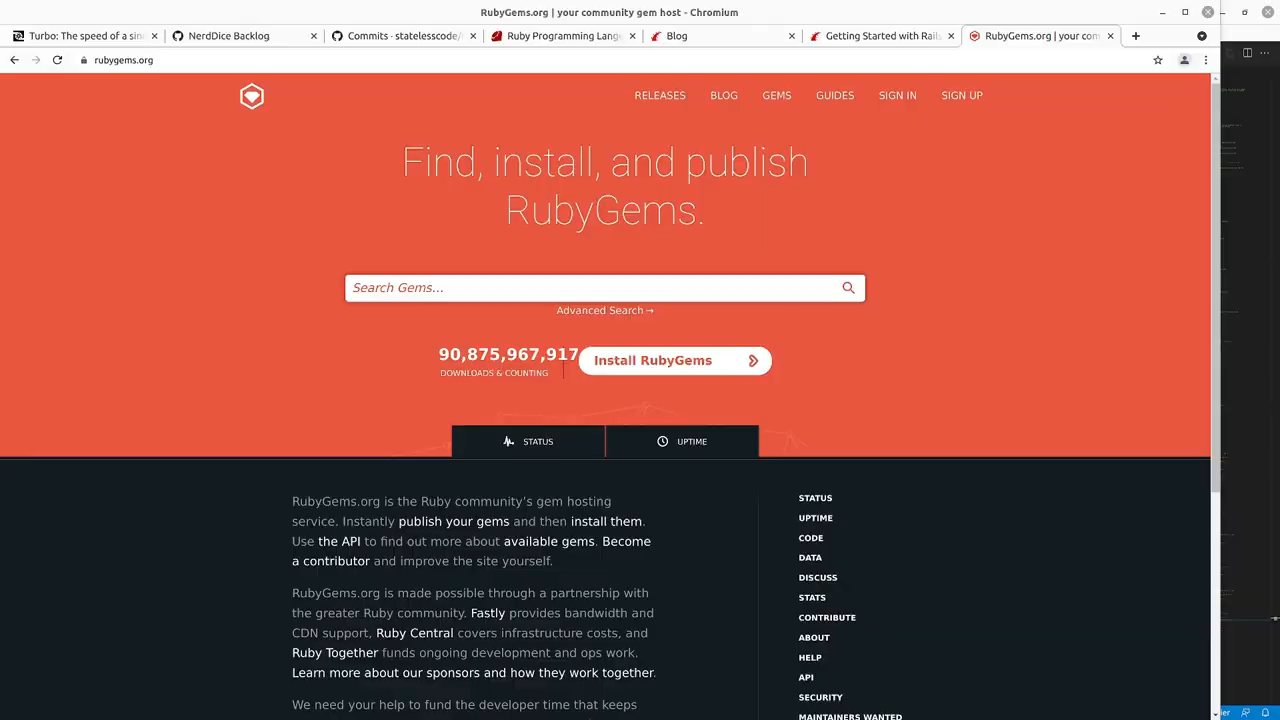 RubyGems.org | your community gem host - Chromium
Turbo: The speed of a sin
NerdDice Backlog
Commits · statelesscode/
Ruby Programming Lang
Blog
Getting Started with Rail
RubyGems.org | your com
rubygems.org
RELEASES
BLOG
GEMS
GUIDES
SIGN IN
SIGN UP
Find, install, and publish
RubyGems.
Search Gems...
Advanced Search →
90,875,967,917
DOWNLOADS & COUNTING
Install RubyGems
STATUS
UPTIME
RubyGems.org is the Ruby community's gem hosting
service. Instantly publish your gems and then install them.
Use the API to find out more about available gems. Become
a contributor and improve the site yourself.
RubyGems.org is made possible through a partnership with
the greater Ruby community. Fastly provides bandwidth and
CDN support, Ruby Central covers infrastructure costs, and
Ruby Together funds ongoing development and ops work.
Learn more about our sponsors and how they work together.
We need your help to fund the developer time that keeps
STATUS
UPTIME
CODE
DATA
DISCUSS
STATS
CONTRIBUTE
ABOUT
HELP
API
SECURITY
MAINTAINERS WANTED